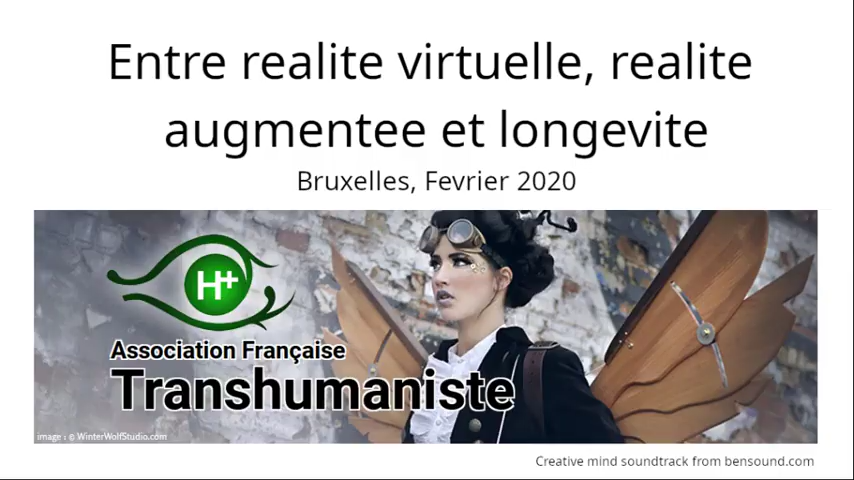 Entre realite virtuelle, realite
augmentee et longevite
Bruxelles, Fevrier 2020
H+
Association Française
Transhumaniste
image : © WinterWolfStudio.com
Creative mind soundtrack from bensound.com